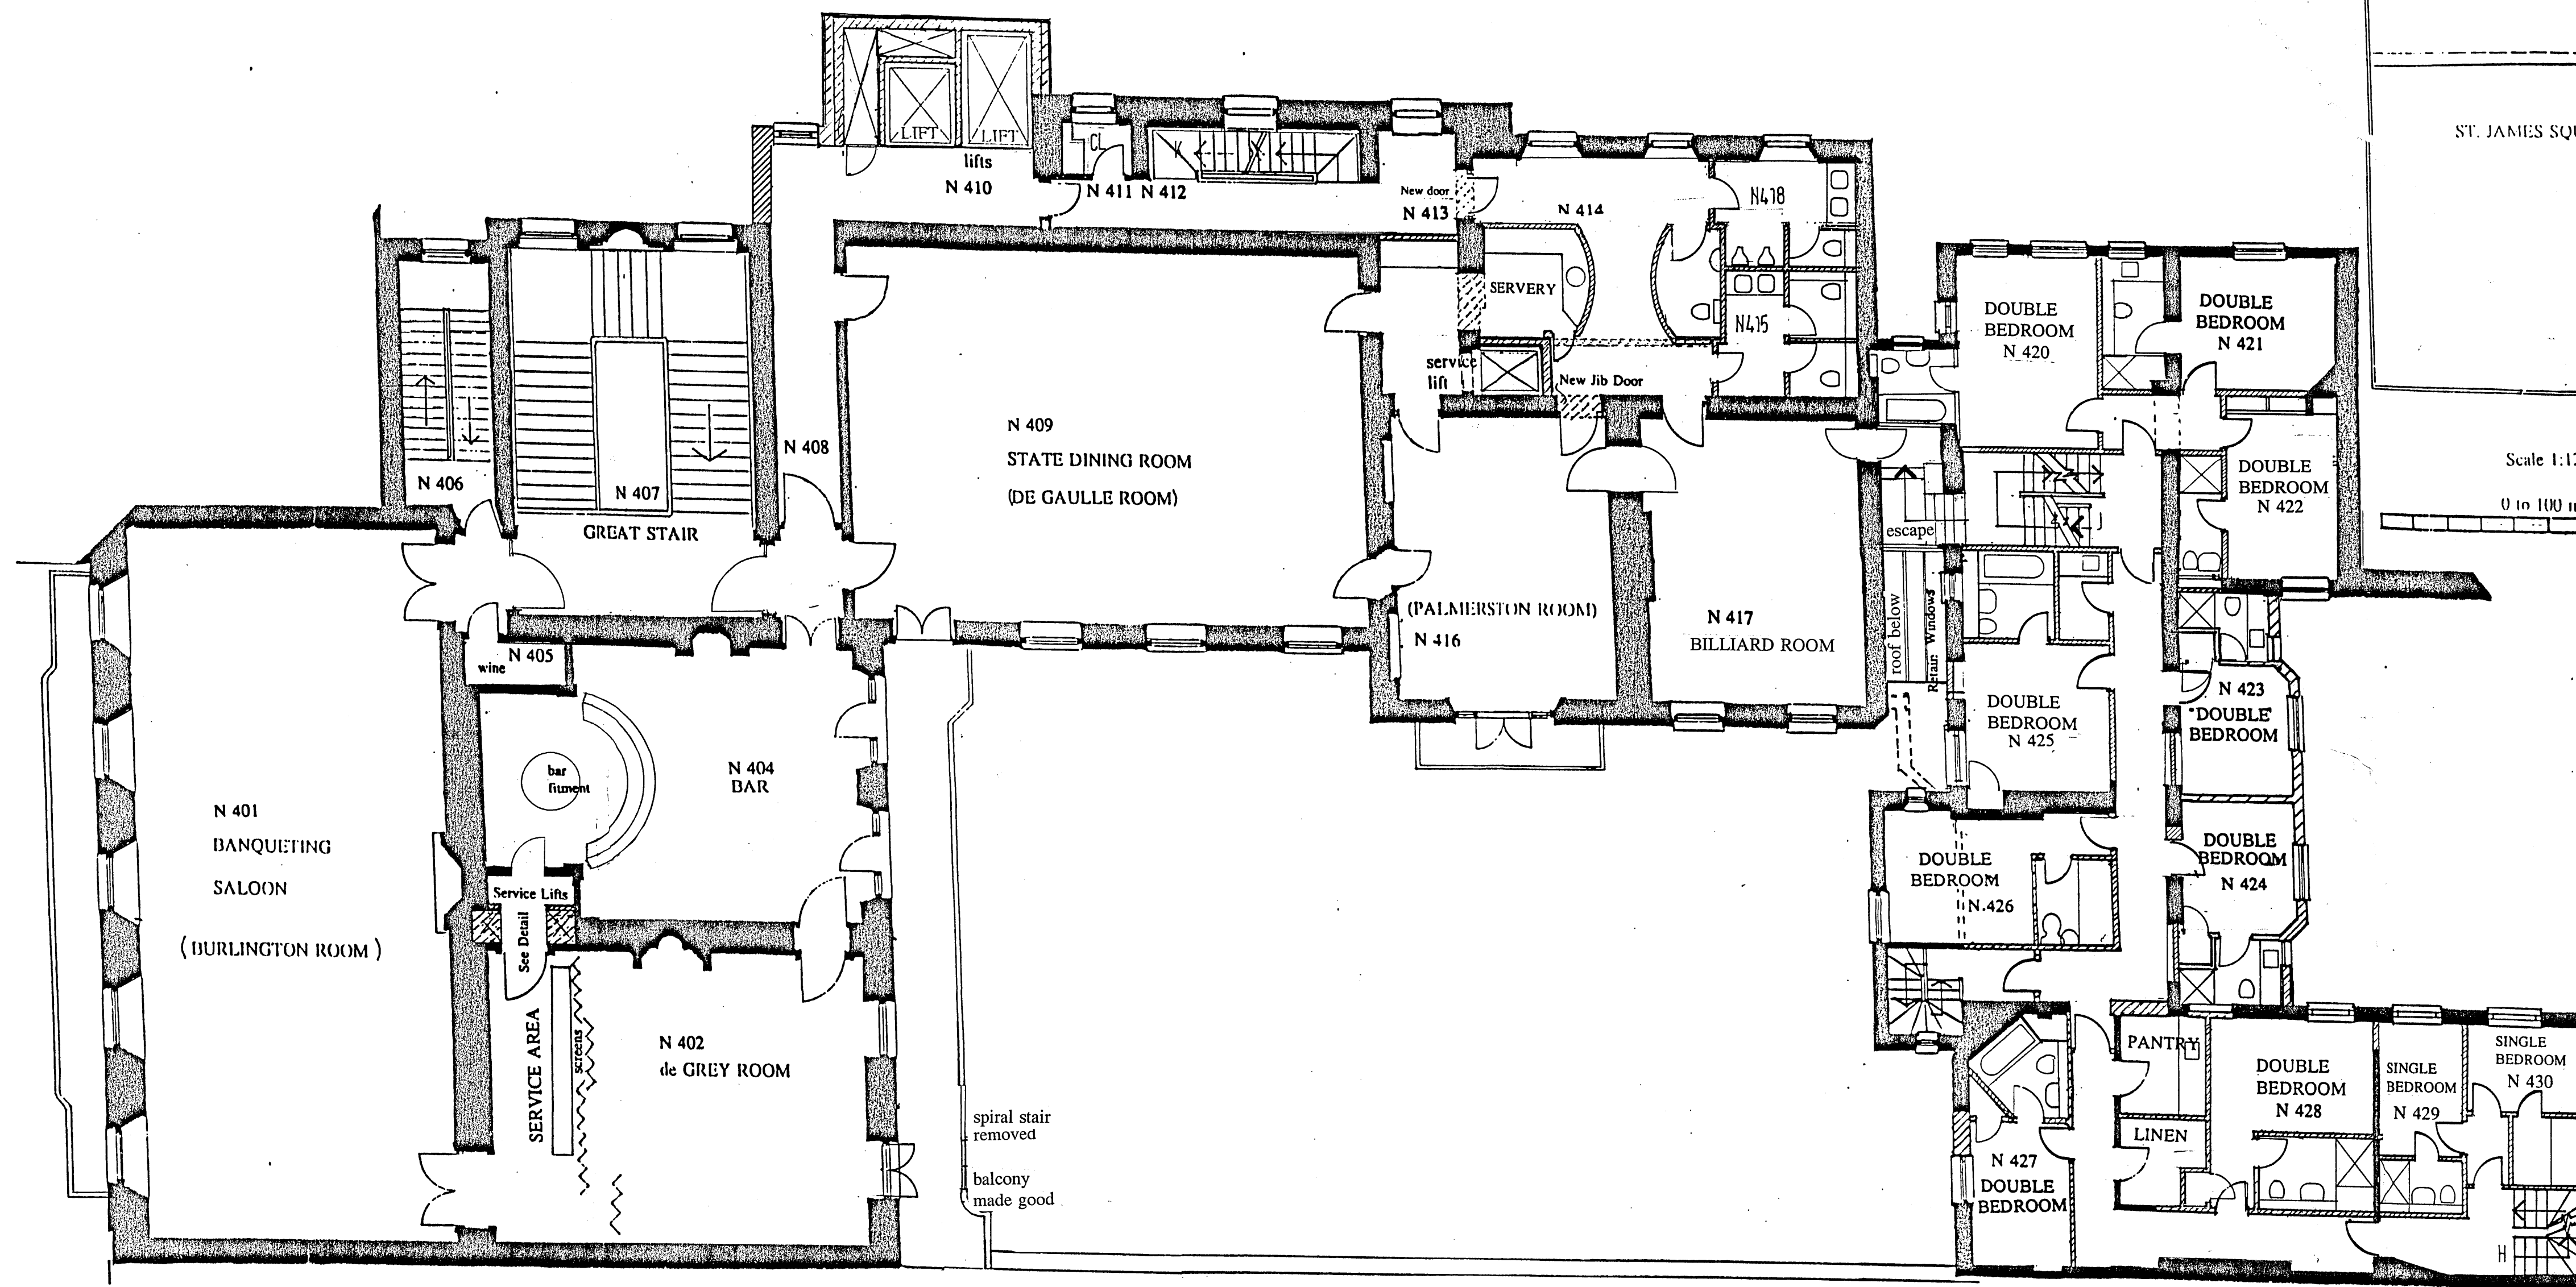 ST. JAMES
LIFT
LIFT
lifts
N 410
CL
N 411
N 412
New door
N 413
N 414
N418
SERVERY
N415
service
lift
New Jib Door
N 406
N 407
GREAT STAIR
N 408
N 409
STATE DINING ROOM
(DE GAULLE ROOM)
DOUBLE
BEDROOM
N 420
DOUBLE
BEDROOM
N 421
DOUBLE
BEDROOM
N 422
Scale
0 to 100
escape
roof below
Retain Windows
(PALMERSTON ROOM)
N 416
N 417
BILLIARD ROOM
N 405
wine
bar
fitment
N 404
BAR
N 401
BANQUETING
SALOON
(BURLINGTON ROOM)
Service Lifts
See Detail
SERVICE AREA
screens
N 402
de GREY ROOM
spiral stair
removed
balcony
made good
N 423
DOUBLE
BEDROOM
DOUBLE
BEDROOM
N 425
DOUBLE
BEDROOM
N 424
DOUBLE
BEDROOM
N.426
PANTRY
LINEN
N 427
DOUBLE
BEDROOM
DOUBLE
BEDROOM
N 428
SINGLE
BEDROOM
N 429
SINGLE
BEDROOM
N 430
H